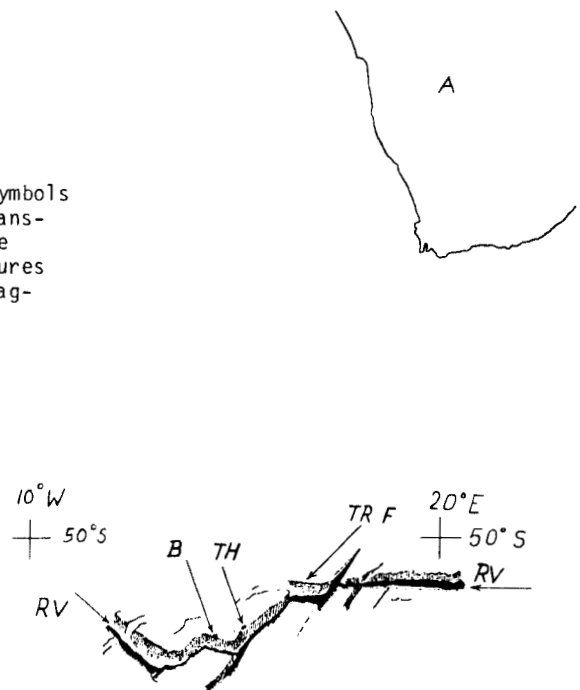 A
ymbols
ans-
e
ures
ag-
10°W
20°E
50°S
50°S
B
TH
TR F
RV
RV